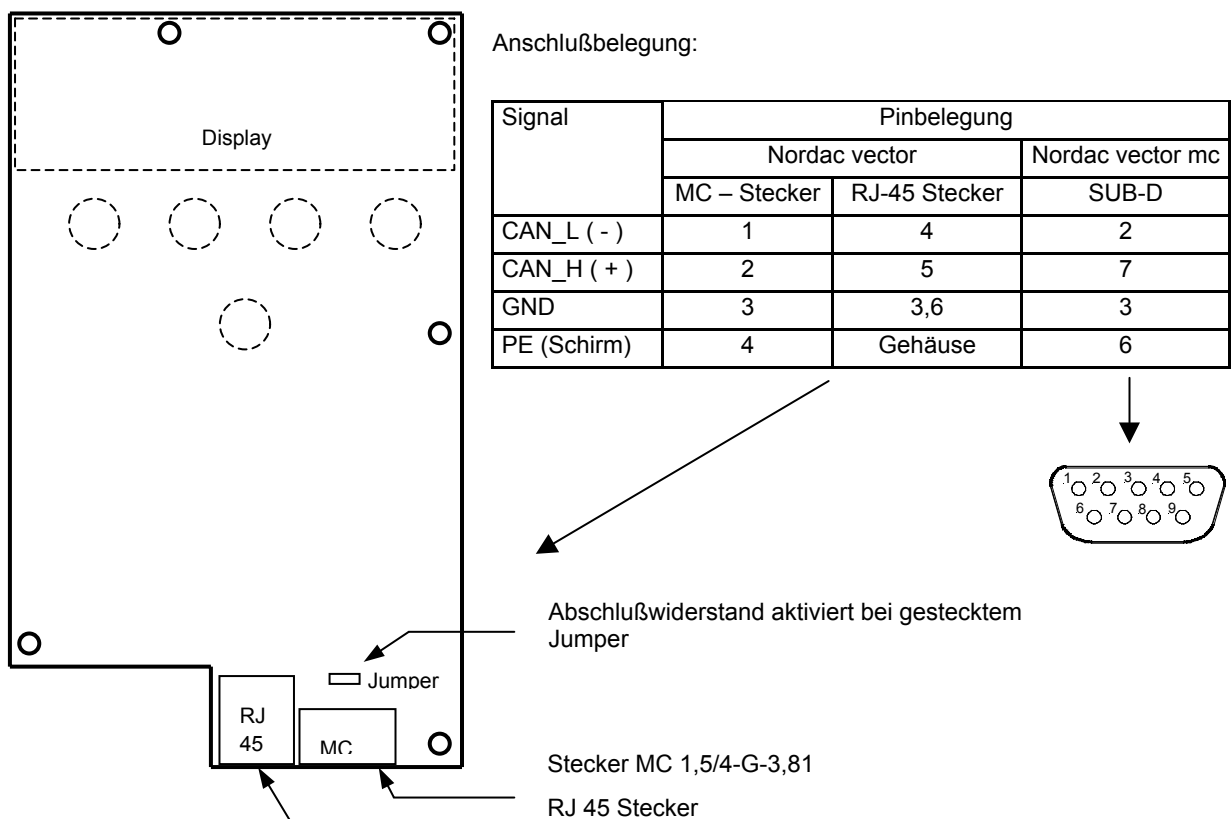 Anschlußbelegung:
Display
Signal Pinbelegung
Nordac vector Nordac vector mc
MC – Stecker RJ-45 Stecker SUB-D
CAN_L ( - ) 1 4 2
CAN_H ( + ) 2 5 7
GND 3 3,6 3
PE (Schirm) 4 Gehäuse 6
1 2 3 4 5
6 7 8 9
Abschlußwiderstand aktiviert bei gestecktem
Jumper
Jumper
RJ
45
MC
Stecker MC 1,5/4-G-3,81
RJ 45 Stecker